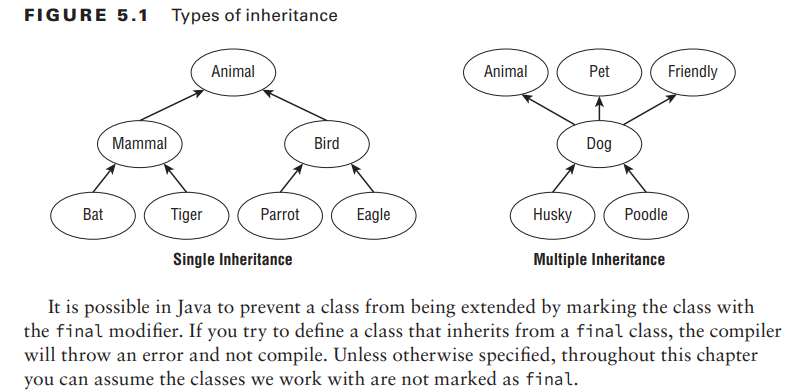 FIGURE 5.1 Types of inheritance
Animal
Mammal Bird
Bat Tiger Parrot Eagle
Single Inheritance
Animal Pet Friendly
Dog
Husky Poodle
Multiple Inheritance
It is possible in Java to prevent a class from being extended by marking the class with
the final modifier. If you try to define a class that inherits from a final class, the compiler
will throw an error and not compile. Unless otherwise specified, throughout this chapter
you can assume the classes we work with are not marked as final.